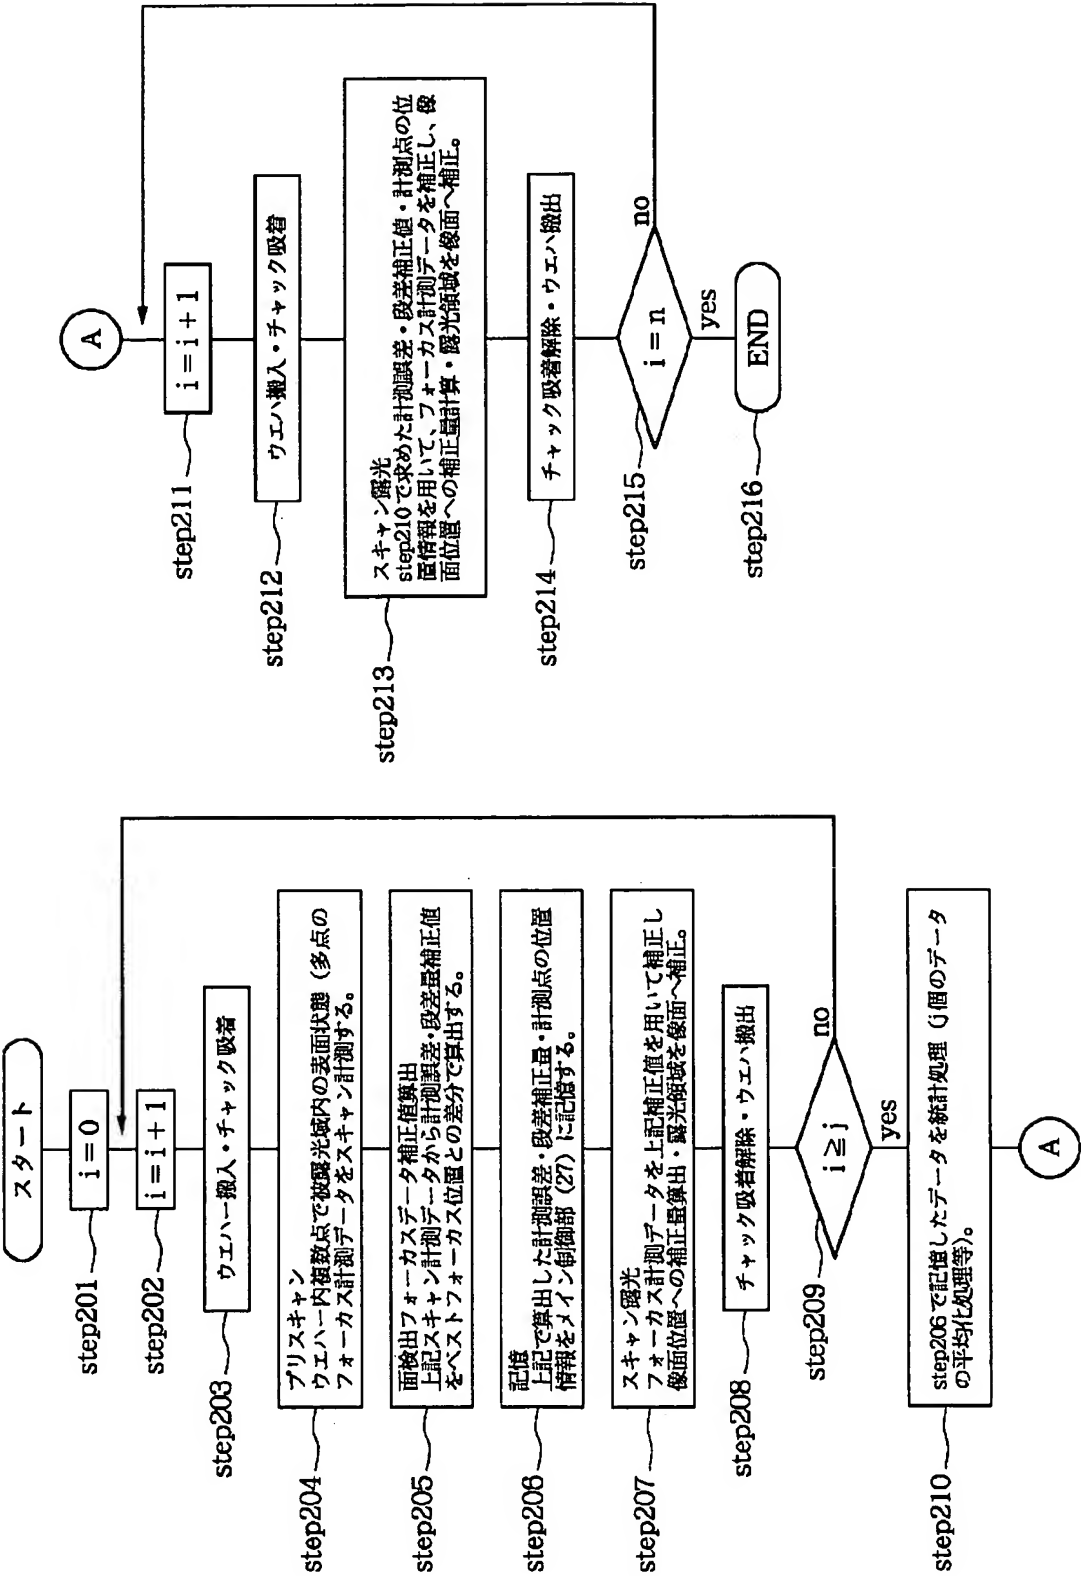 スタート
step201
i=0
step202
i=i+1
step203
ウエハー搬入・チャック吸着
step204
プリスキャン
ウエハー内複数点で被露光域内の表面状態(多点の
フォーカス計測データをスキャン計測する。
step205
面検出フォーカスデータ補正値算出
上記スキャン計測データから計測誤差・段差量補正値
をベストフォーカス位置との差分で算出する。
step206
記憶
上記で算出した計測誤差・段差補正量・計測点の位置
情報をメイン制御部(27)に記憶する。
step207
スキャン露光
フォーカス計測データを上記補正値を用いて補正し
像面位置への補正量算出・露光領域を像面へ補正。
step208
チャック吸着解除・ウエハ搬出
step209
i≧j
no
yes
step210
step206で記憶したデータを統計処理(j個のデータ
の平均化処理等)。
A
A
step211
i=i+1
step212
ウエハ搬入・チャック吸着
step213
スキャン露光
step210で求めた計測誤差・段差補正値・計測点の位
置情報を用いて、フォーカス計測データを補正し、像
面位置への補正量計算・露光領域を像面へ補正。
step214
チャック吸着解除・ウエハ搬出
step215
i=n
no
yes
step216
END